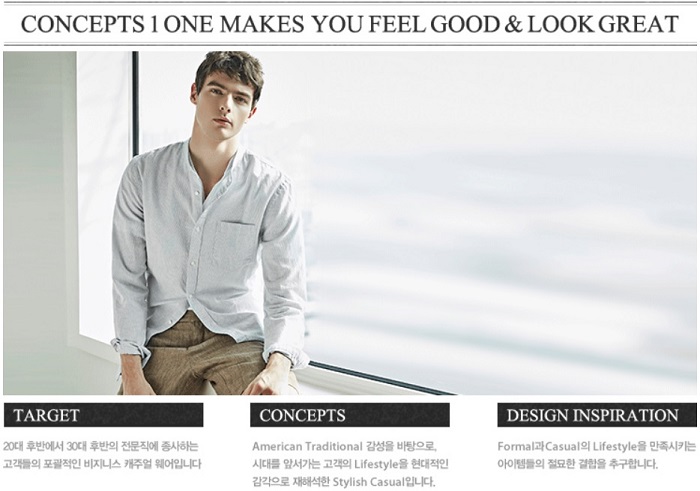 CONCEPTS 1 ONE MAKES YOU FEEL GOOD & LOOK GREAT
TARGET
20대 후반에서 30대 후반의 전문직에 종사하는
고객들의 포괄적인 비지니스 캐주얼 웨어입니다
CONCEPTS
American Traditional 감성을 바탕으로,
시대를 앞서가는 고객의 Lifestyle을 현대적인
감각으로 재해석한 Stylish Casual입니다.
DESIGN INSPIRATION
Formal과 Casual의 Lifestyle을 만족시키는
아이템들의 절묘한 결합을 추구합니다.